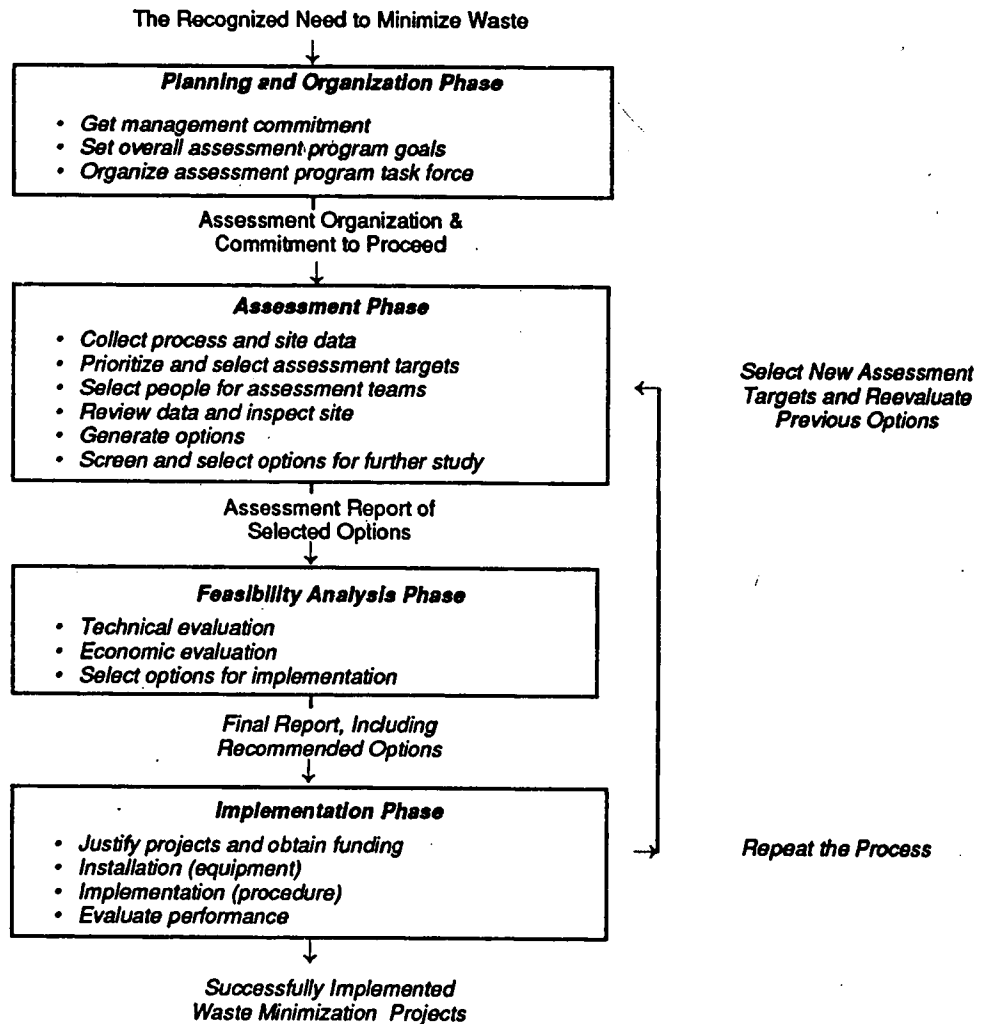 The Recognized Need to Minimize Waste
Planning and Organization Phase
• Get management commitment
• Set overall assessment program goals
• Organize assessment program task force
Assessment Organization &
Commitment to Proceed
Assessment Phase
• Collect process and site data
• Prioritize and select assessment targets
• Select people for assessment teams
• Review data and inspect site
• Generate options
• Screen and select options for further study
Select New Assessment
Targets and Reevaluate
Previous Options
Assessment Report of
Selected Options
Feasibility Analysis Phase
• Technical evaluation
• Economic evaluation
• Select options for implementation
Final Report, Including
Recommended Options
Implementation Phase
• Justify projects and obtain funding
• Installation (equipment)
• Implementation (procedure)
• Evaluate performance
Repeat the Process
Successfully Implemented
Waste Minimization Projects